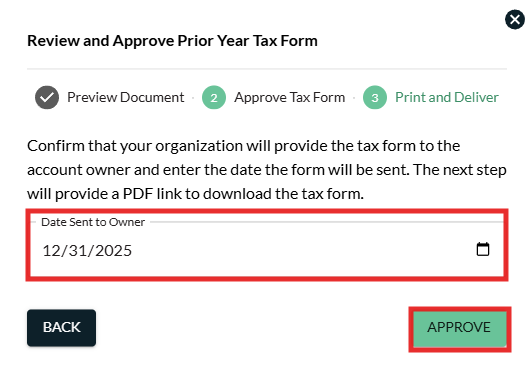 Review and Approve Prior Year Tax Form
Preview Document
2 Approve Tax Form
3 Print and Deliver
Confirm that your organization will provide the tax form to the
account owner and enter the date the form will be sent. The next step
will provide a PDF link to download the tax form.
Date Sent to Owner
12/31/2025
BACK
APPROVE